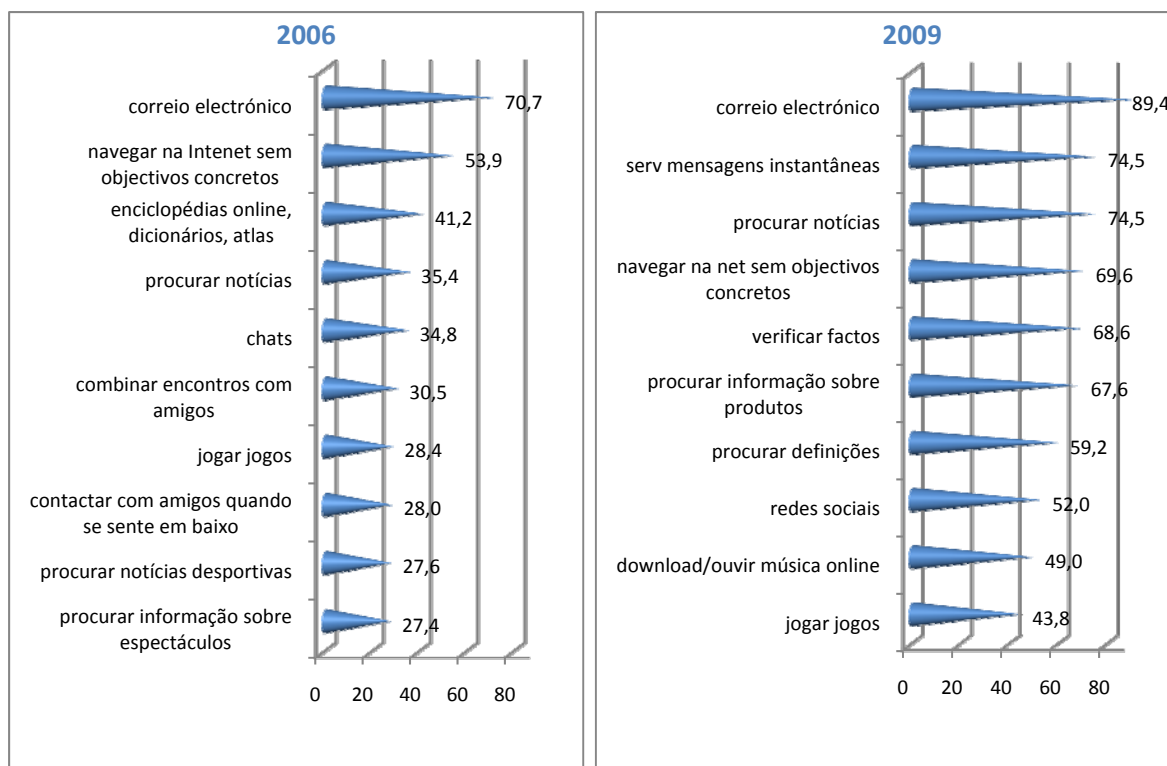 2006
correio electrónico
70,7
navegar na Intenet sem
objectivos concretos
53,9
enciclopédias online,
dicionários, atlas
41,2
procurar notícias
35,4
chats
34,8
combinar encontros com
amigos
30,5
jogar jogos
28,4
contactar com amigos quando
se sente em baixo
28,0
procurar notícias desportivas
27,6
procurar informação sobre
espectáculos
27,4
0 20 40 60 80
2009
correio electrónico
89,4
serv mensagens instantâneas
74,5
procurar notícias
74,5
navegar na net sem objectivos
concretos
69,6
verificar factos
68,6
procurar informação sobre
produtos
67,6
procurar definições
59,2
redes sociais
52,0
download/ouvir música online
49,0
jogar jogos
43,8
0 20 40 60 80